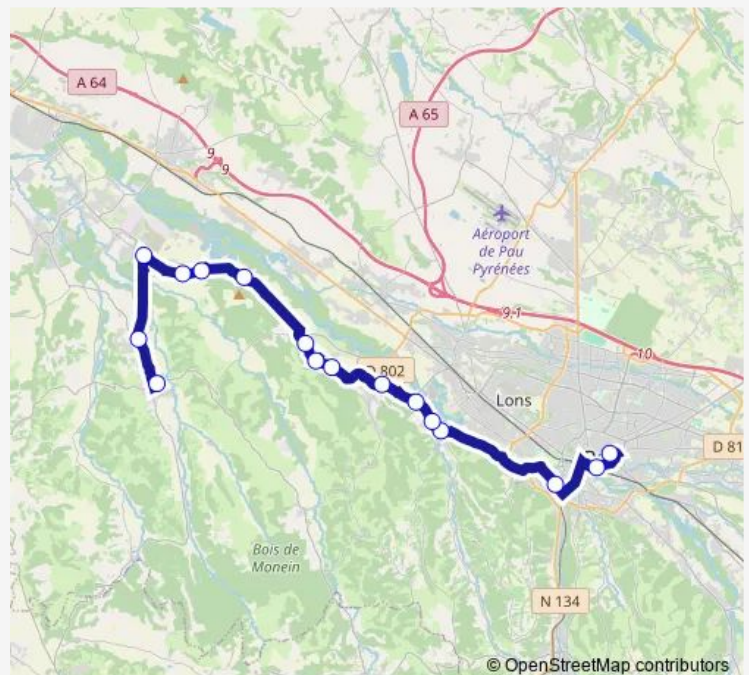 A 64
A 65
9
9
Aéroport
de Pau
Pyrénées
9.1
10
D 802
Lons
D 81
Bois de
Monein
N 134
© OpenStreetMap contributors